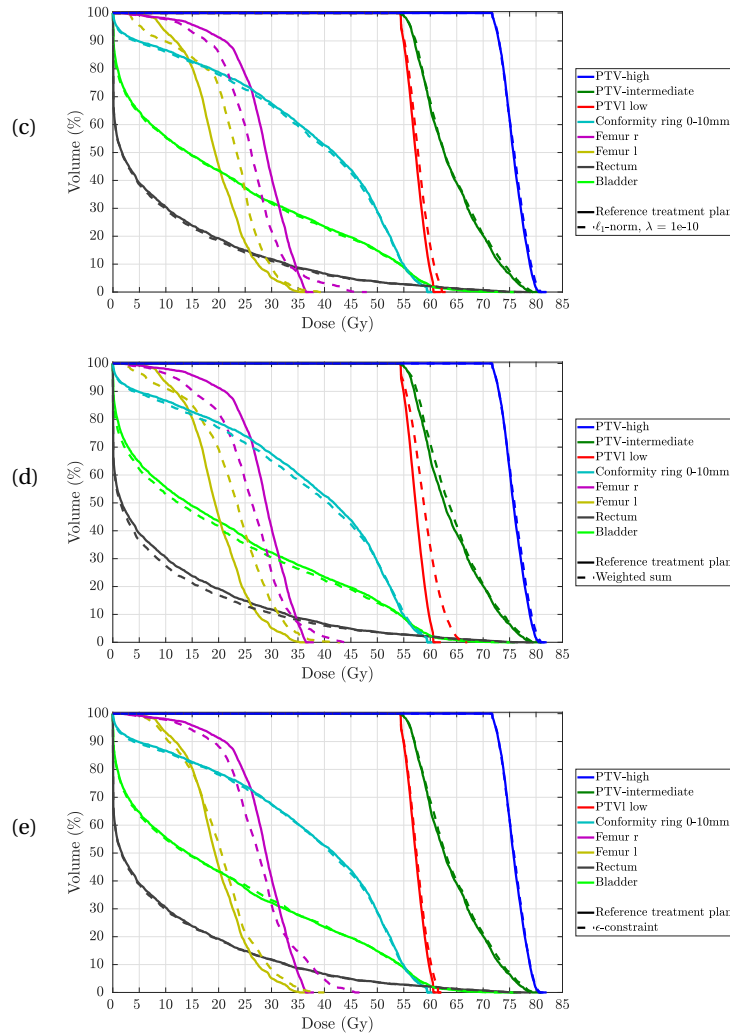 (c)
Volume (%)
100
90
80
70
60
50
40
30
20
10
0
0 5 10 15 20 25 30 35 40 45 50 55 60 65 70 75 80 85
Dose (Gy)
PTV-high
PTV-intermediate
PTVl low
Conformity ring 0-10mm
Femur r
Femur l
Rectum
Bladder
Reference treatment plan
ℓ₁-norm, λ = 1e-10
(d)
Volume (%)
100
90
80
70
60
50
40
30
20
10
0
0 5 10 15 20 25 30 35 40 45 50 55 60 65 70 75 80 85
Dose (Gy)
PTV-high
PTV-intermediate
PTVl low
Conformity ring 0-10mm
Femur r
Femur l
Rectum
Bladder
Reference treatment plan
Weighted sum
(e)
Volume (%)
100
90
80
70
60
50
40
30
20
10
0
0 5 10 15 20 25 30 35 40 45 50 55 60 65 70 75 80 85
Dose (Gy)
PTV-high
PTV-intermediate
PTVl low
Conformity ring 0-10mm
Femur r
Femur l
Rectum
Bladder
Reference treatment plan
ϵ-constraint